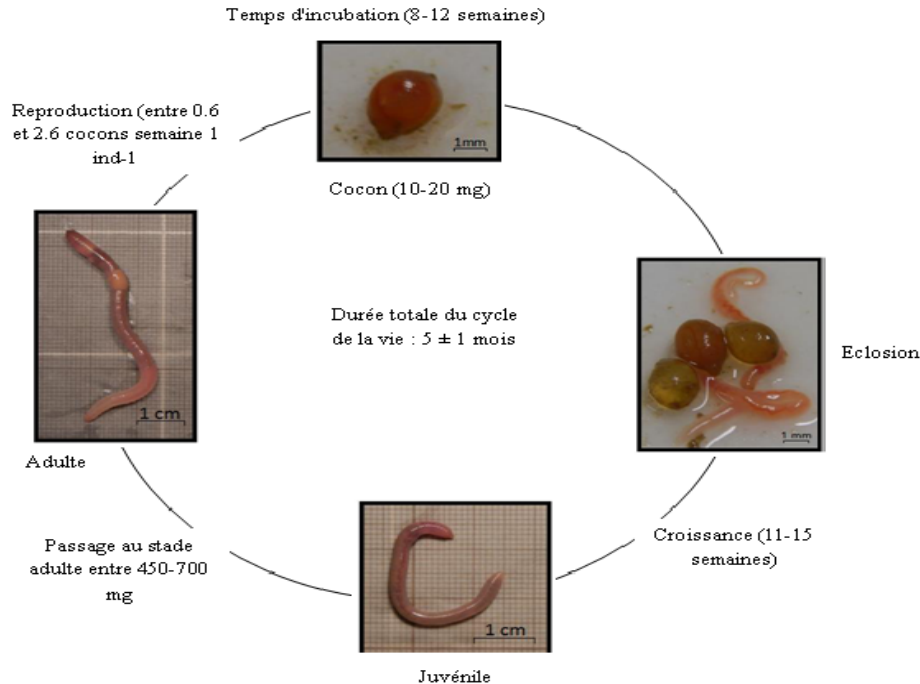 Temps d'incubation (8-12 semaines)
Reproduction (entre 0.6
et 2.6 cocons semaine 1
ind-1
1mm
Cocon (10-20 mg)
Durée totale du cycle
de la vie : 5 ± 1 mois
Eclosion
1 mm
1 cm
Adulte
Croissance (11-15
semaines)
Passage au stade
adulte entre 450-700
mg
1 cm
Juvénile